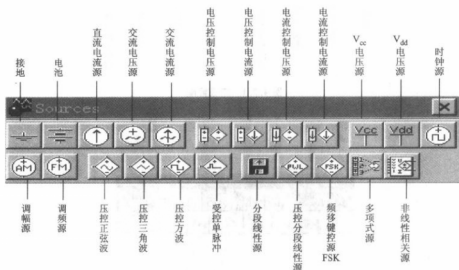 接地
电池
直流电流源
交流电压源
交流电流源
电压控制电压源
电压控制电流源
电流控制电压源
电流控制电流源
Vcc电压源
Vdd电压源
时钟源
Sources
Vcc
Vdd
AM
FM
PUL
FSK
调幅源
调频源
压控正弦波
压控三角波
压控方波
受控单脉冲
分段线性源
压控分段线性源
频移键控源FSK
多项式源
非线性相关源